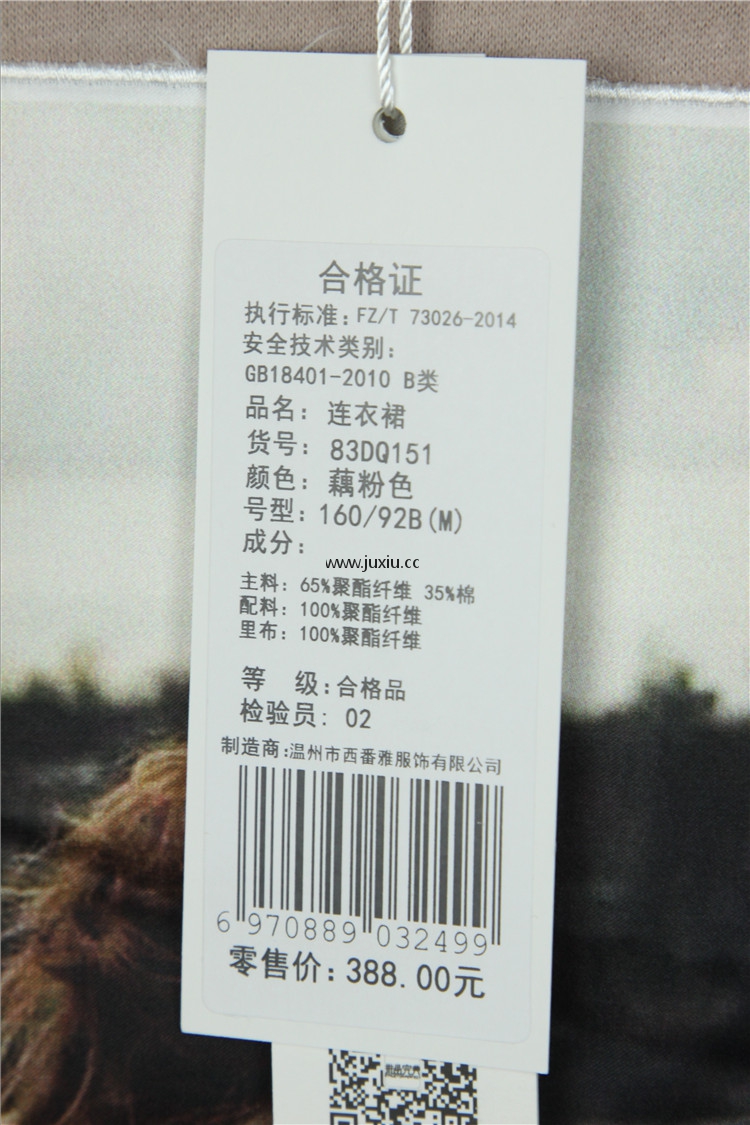 合格证
执行标准：FZ/T 73026-2014
安全技术类别：
GB18401-2010 B类
品名：连衣裙
货号：83DQ151
颜色：藕粉色
号型：160/92B(M)
成分：
www.juxiu.cc
主料：65%聚酯纤维 35%棉
配料：100%聚酯纤维
里布：100%聚酯纤维
等 级：合格品
检验员：02
制造商：温州市西番雅服饰有限公司
6 970889 032499
零售价：388.00元